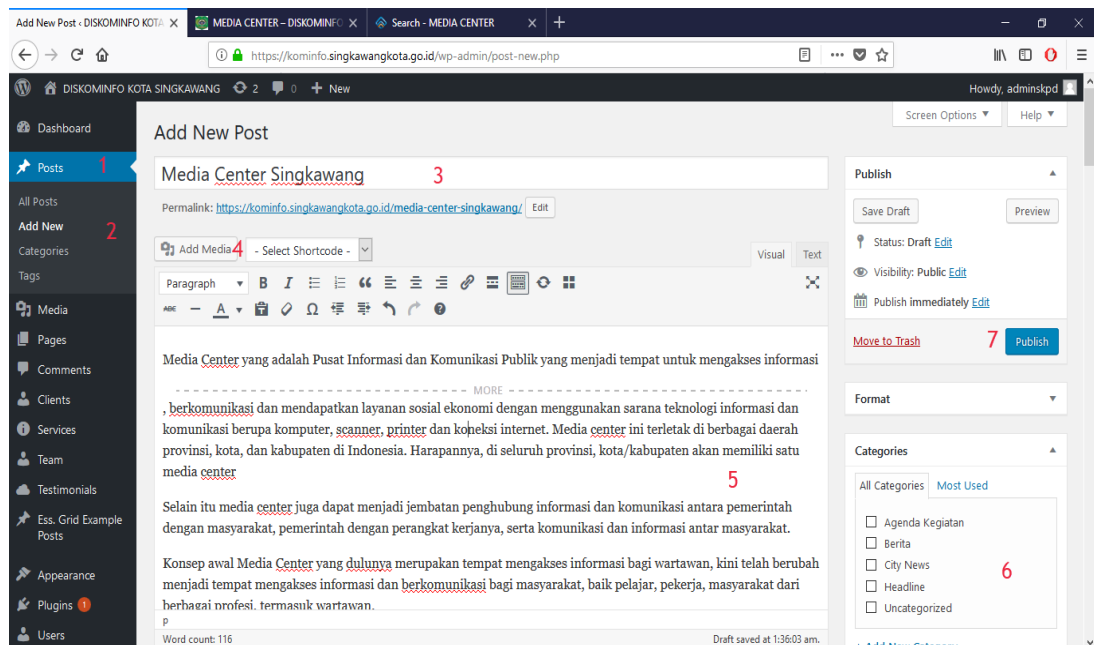 Add New Post ‹ DISKOMINFO KOTA
MEDIA CENTER – DISKOMINFO
Search - MEDIA CENTER
https://kominfo.singkawangkota.go.id/wp-admin/post-new.php
DISKOMINFO KOTA SINGKAWANG 2 0 + New
Howdy, adminskpd
Screen Options
Help
Dashboard
Posts 1
All Posts
Add New 2
Categories
Tags
Media
Pages
Comments
Clients
Services
Team
Testimonials
Ess. Grid Example
Posts
Appearance
Plugins 1
Users
Add New Post
Media Center Singkawang 3
Permalink: https://kominfo.singkawangkota.go.id/media-center-singkawang/ Edit
Add Media 4 - Select Shortcode -
Visual Text
Paragraph B I
ABE A Ω
Media Center yang adalah Pusat Informasi dan Komunikasi Publik yang menjadi tempat untuk mengakses informasi
MORE
, berkomunikasi dan mendapatkan layanan sosial ekonomi dengan menggunakan sarana teknologi informasi dan
komunikasi berupa komputer, scanner, printer dan koneksi internet. Media center ini terletak di berbagai daerah
provinsi, kota, dan kabupaten di Indonesia. Harapannya, di seluruh provinsi, kota/kabupaten akan memiliki satu
media center
5
Selain itu media center juga dapat menjadi jembatan penghubung informasi dan komunikasi antara pemerintah
dengan masyarakat, pemerintah dengan perangkat kerjanya, serta komunikasi dan informasi antar masyarakat.
Konsep awal Media Center yang dulunya merupakan tempat mengakses informasi bagi wartawan, kini telah berubah
menjadi tempat mengakses informasi dan berkomunikasi bagi masyarakat, baik pelajar, pekerja, masyarakat dari
berbagai profesi, termasuk wartawan.
p
Word count: 116
Draft saved at 1:36:03 am.
Publish
Save Draft
Preview
Status: Draft Edit
Visibility: Public Edit
Publish immediately Edit
Move to Trash
7 Publish
Format
Categories
All Categories Most Used
Agenda Kegiatan
Berita
City News
6
Headline
Uncategorized
+ Add New Category